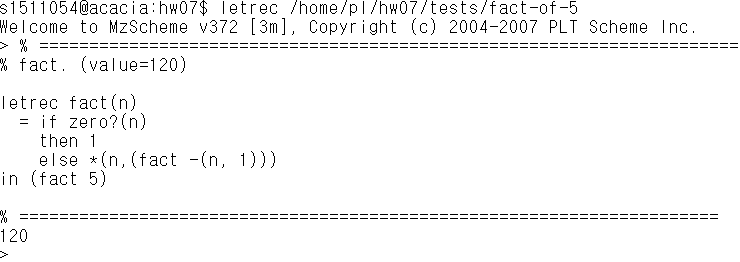 s1511054@acacia:hw07$ letrec /home/pl/hw07/tests/fact-of-5
Welcome to MzScheme v372 [3m], Copyright (c) 2004-2007 PLT Scheme Inc.
> % ======================================================================
% fact. (value=120)
letrec fact(n)
  = if zero?(n)
    then 1
    else *(n,(fact -(n, 1)))
in (fact 5)
% ======================================================================
120
>